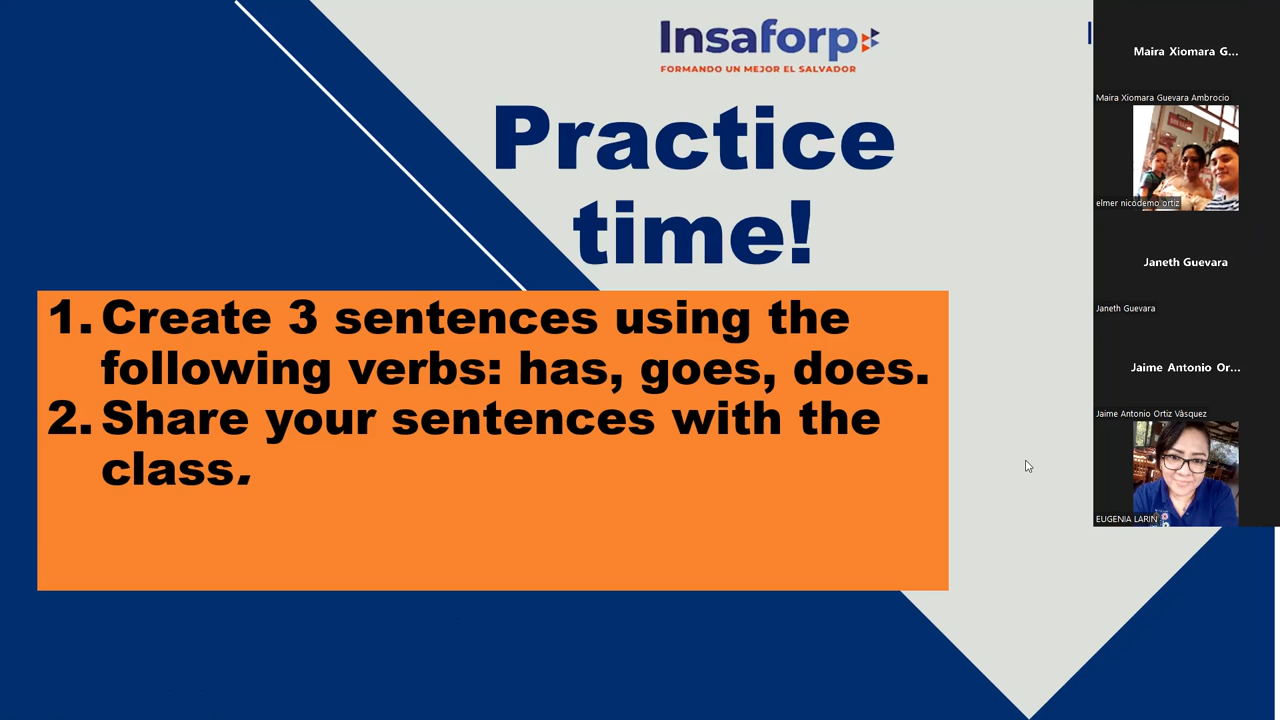 Insaforp
FORMANDO UN MEJOR EL SALVADOR
Practice
time!
1. Create 3 sentences using the
following verbs: has, goes, does.
2. Share your sentences with the
class.
Maira Xiomara G...
Maira Xiomara Guevara Ambrocio
elmer nicodemo ortiz
Janeth Guevara
Janeth Guevara
Jaime Antonio Or...
Jaime Antonio Ortiz Vásquez
EUGENIA LARIN